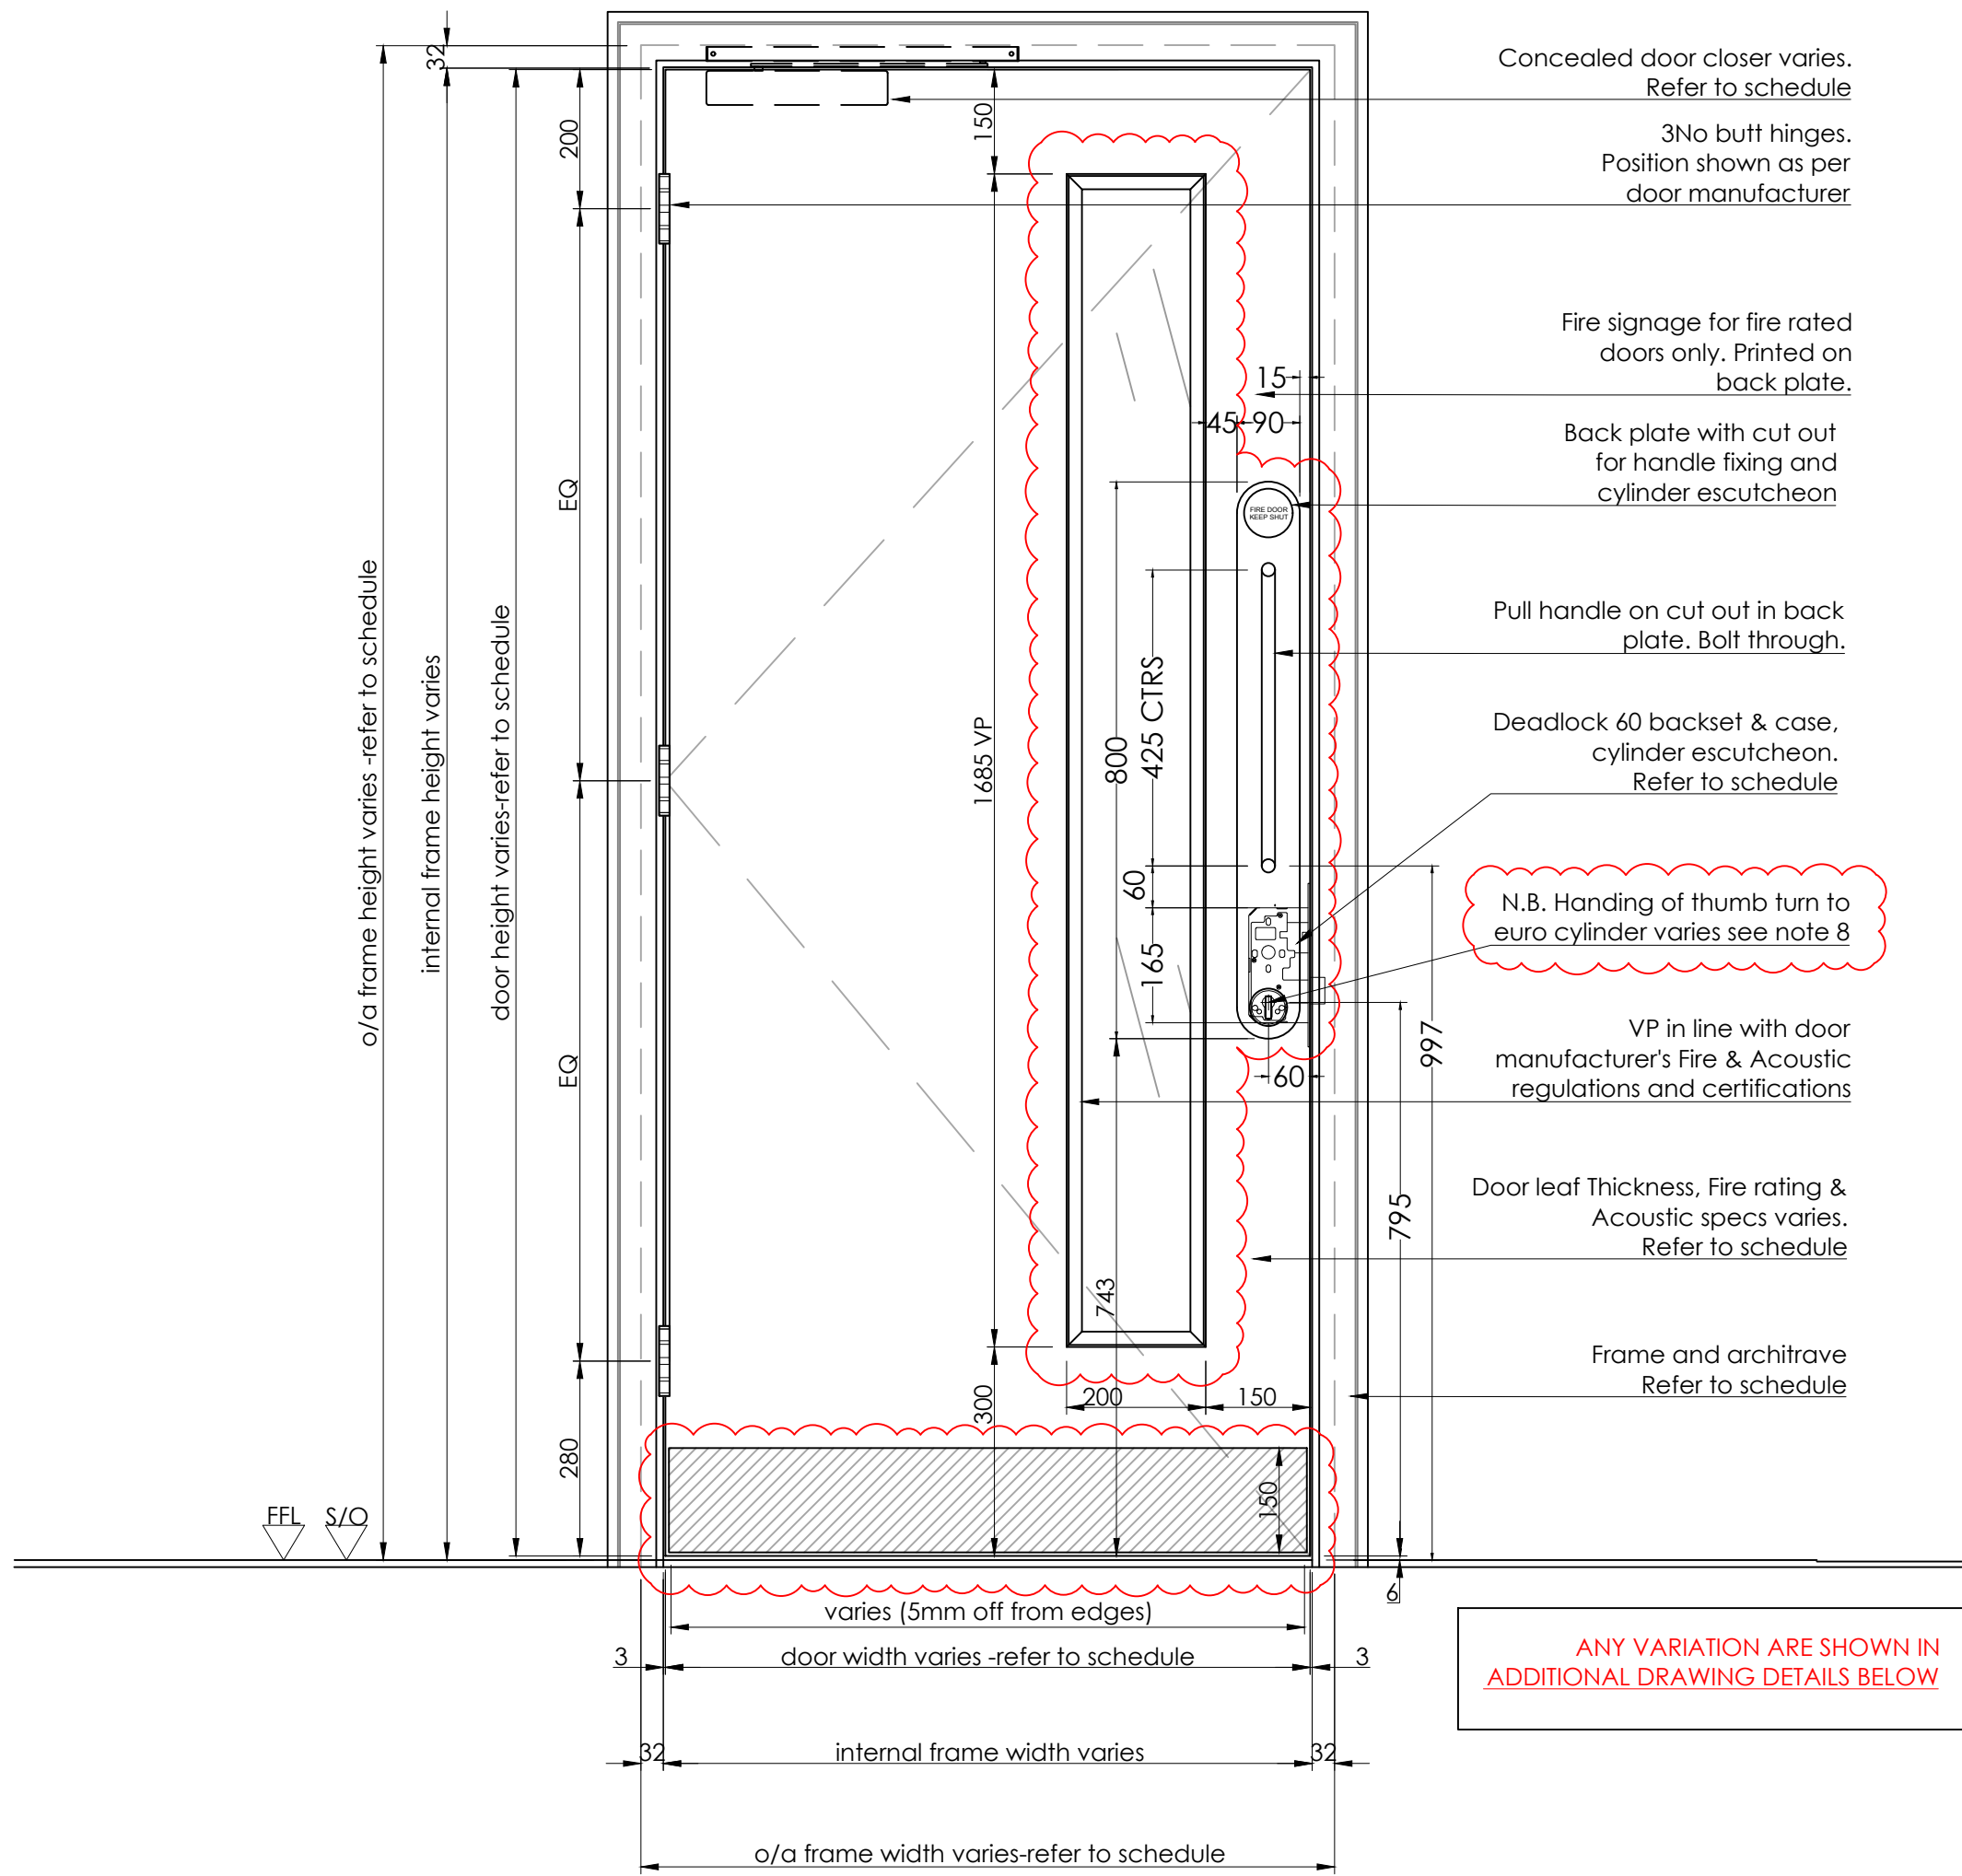 32
200
EQ
EQ
280
o/a frame height varies -refer to schedule
internal frame height varies
door height varies-refer to schedule
FFL
S/O
150
1685 VP
300
15
45
90
FIRE DOOR
KEEP SHUT
800
425 CTRS
60
165
743
60
200
150
150
997
795
6
Concealed door closer varies.
Refer to schedule
3No butt hinges.
Position shown as per
door manufacturer
Fire signage for fire rated
doors only. Printed on
back plate.
Back plate with cut out
for handle fixing and
cylinder escutcheon
Pull handle on cut out in back
plate. Bolt through.
Deadlock 60 backset & case,
cylinder escutcheon.
Refer to schedule
N.B. Handing of thumb turn to
euro cylinder varies see note 8
VP in line with door
manufacturer's Fire & Acoustic
regulations and certifications
Door leaf Thickness, Fire rating &
Acoustic specs varies.
Refer to schedule
Frame and architrave
Refer to schedule
varies (5mm off from edges)
3
door width varies -refer to schedule
3
32
internal frame width varies
32
o/a frame width varies-refer to schedule
ANY VARIATION ARE SHOWN IN
ADDITIONAL DRAWING DETAILS BELOW